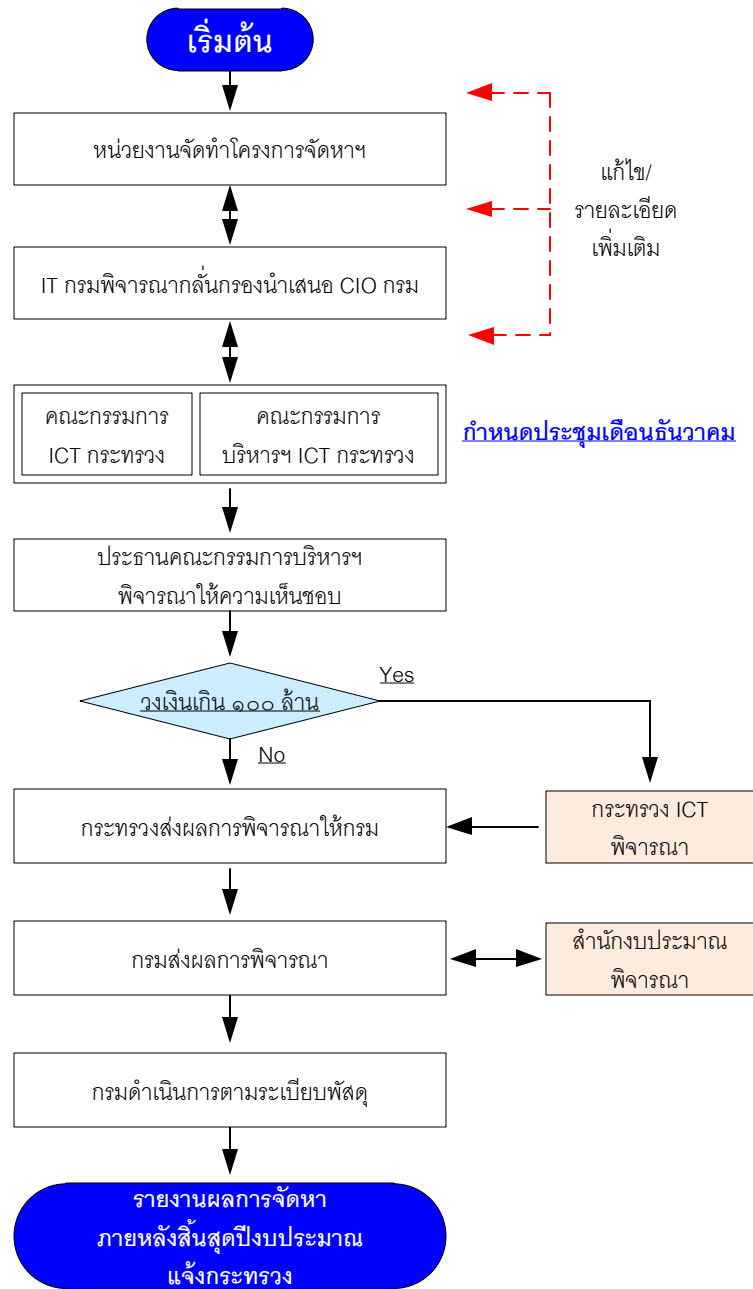 เริ่มต้น
หน่วยงานจัดทำโครงการจัดหาฯ
แก้ไข/
รายละเอียด
เพิ่มเติม
IT กรมพิจารณากลั่นกรองนำเสนอ CIO กรม
คณะกรรมการ
ICT กระทรวง
คณะกรรมการ
บริหารฯ ICT กระทรวง
กำหนดประชุมเดือนธันวาคม
ประธานคณะกรรมการบริหารฯ
พิจารณาให้ความเห็นชอบ
วงเงินเกิน ๑๐๐ ล้าน
Yes
No
กระทรวงส่งผลการพิจารณาให้กรม
กระทรวง ICT
พิจารณา
กรมส่งผลการพิจารณา
สำนักงบประมาณ
พิจารณา
กรมดำเนินการตามระเบียบพัสดุ
รายงานผลการจัดหา
ภายหลังสิ้นสุดปีงบประมาณ
แจ้งกระทรวง